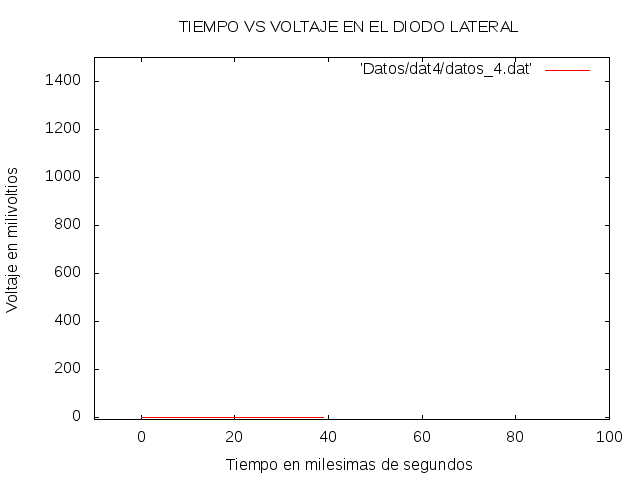 TIEMPO VS VOLTAJE EN EL DIODO LATERAL
'Datos/dat4/datos_4.dat'
1400
1200
1000
800
600
400
200
0
Voltaje en milivoltios
0 20 40 60 80 100
Tiempo en milesimas de segundos